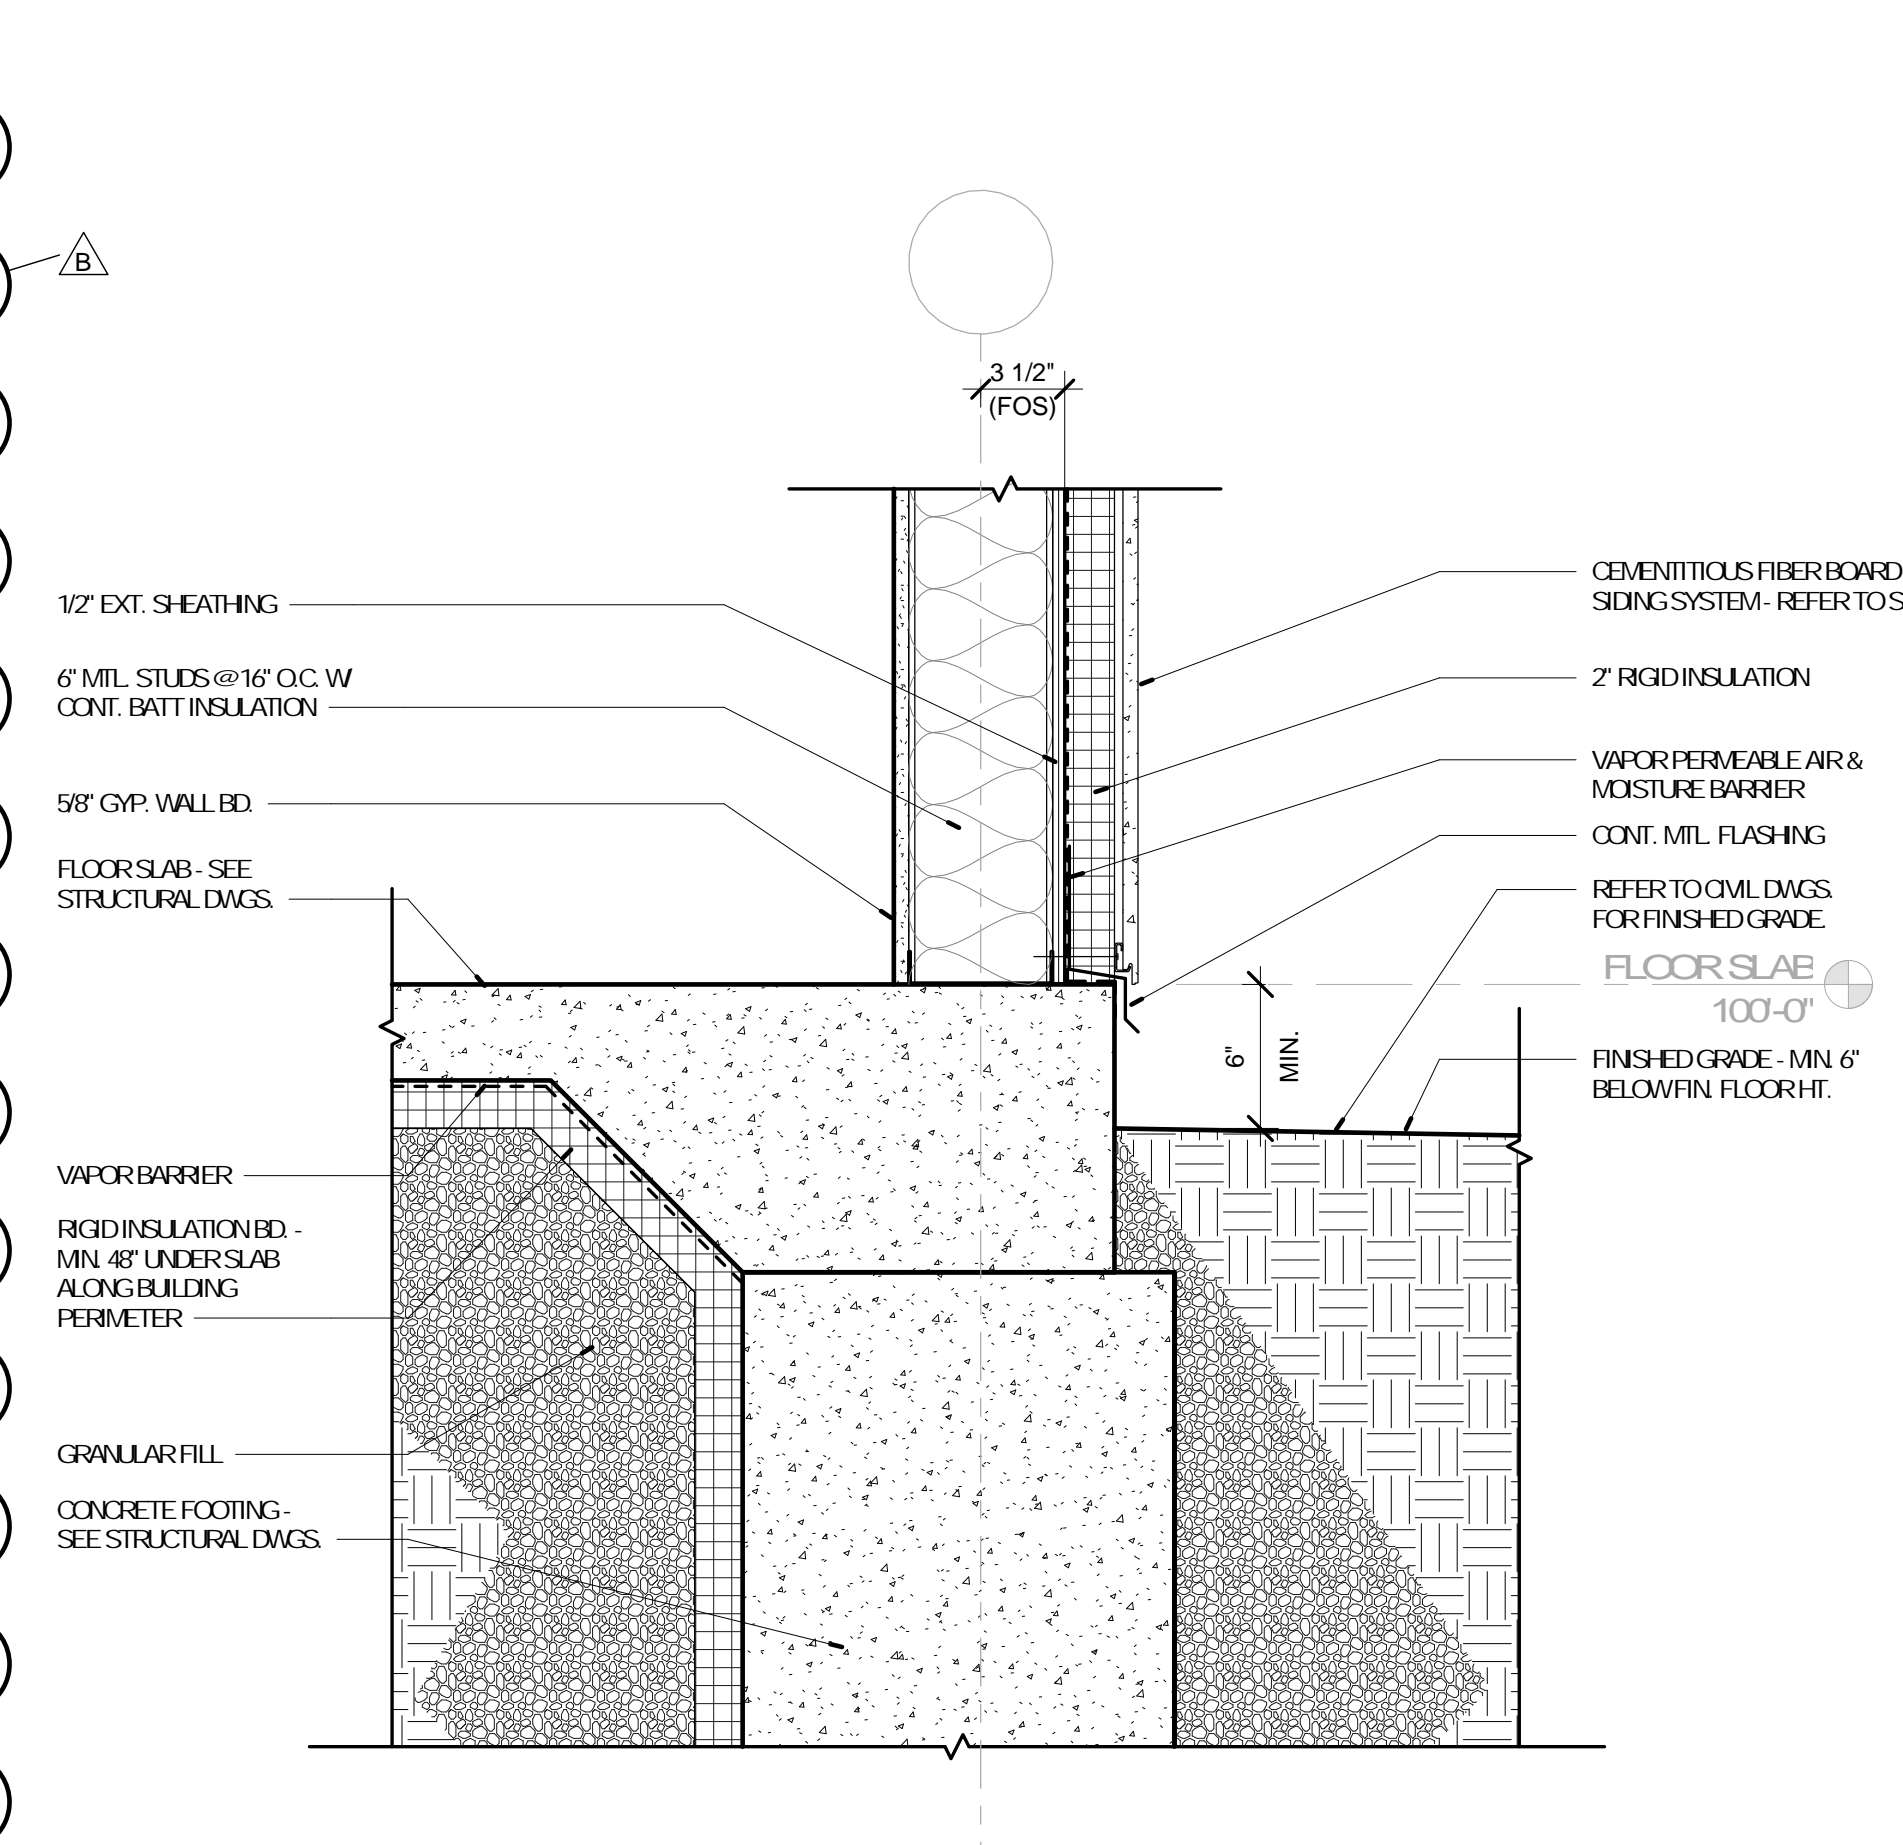 B
3 1/2"
(FOS)
1/2" EXT. SHEATHING
6" MTL. STUDS @ 16" O.C. W/
CONT. BATT INSULATION
5/8" GYP. WALL BD.
FLOOR SLAB - SEE
STRUCTURAL DWGS.
VAPOR BARRIER
RIGID INSULATION BD. -
MIN. 48" UNDER SLAB
ALONG BUILDING
PERIMETER
GRANULAR FILL
CONCRETE FOOTING -
SEE STRUCTURAL DWGS.
CEMENTITIOUS FIBER BOARD
SIDING SYSTEM - REFER TO S
2" RIGID INSULATION
VAPOR PERMEABLE AIR &
MOISTURE BARRIER
CONT. MTL. FLASHING
REFER TO CIVIL DWGS.
FOR FINISHED GRADE.
FLOOR SLAB
100'-0"
6"
MIN.
FINISHED GRADE - MIN. 6"
BELOW FIN. FLOOR HT.